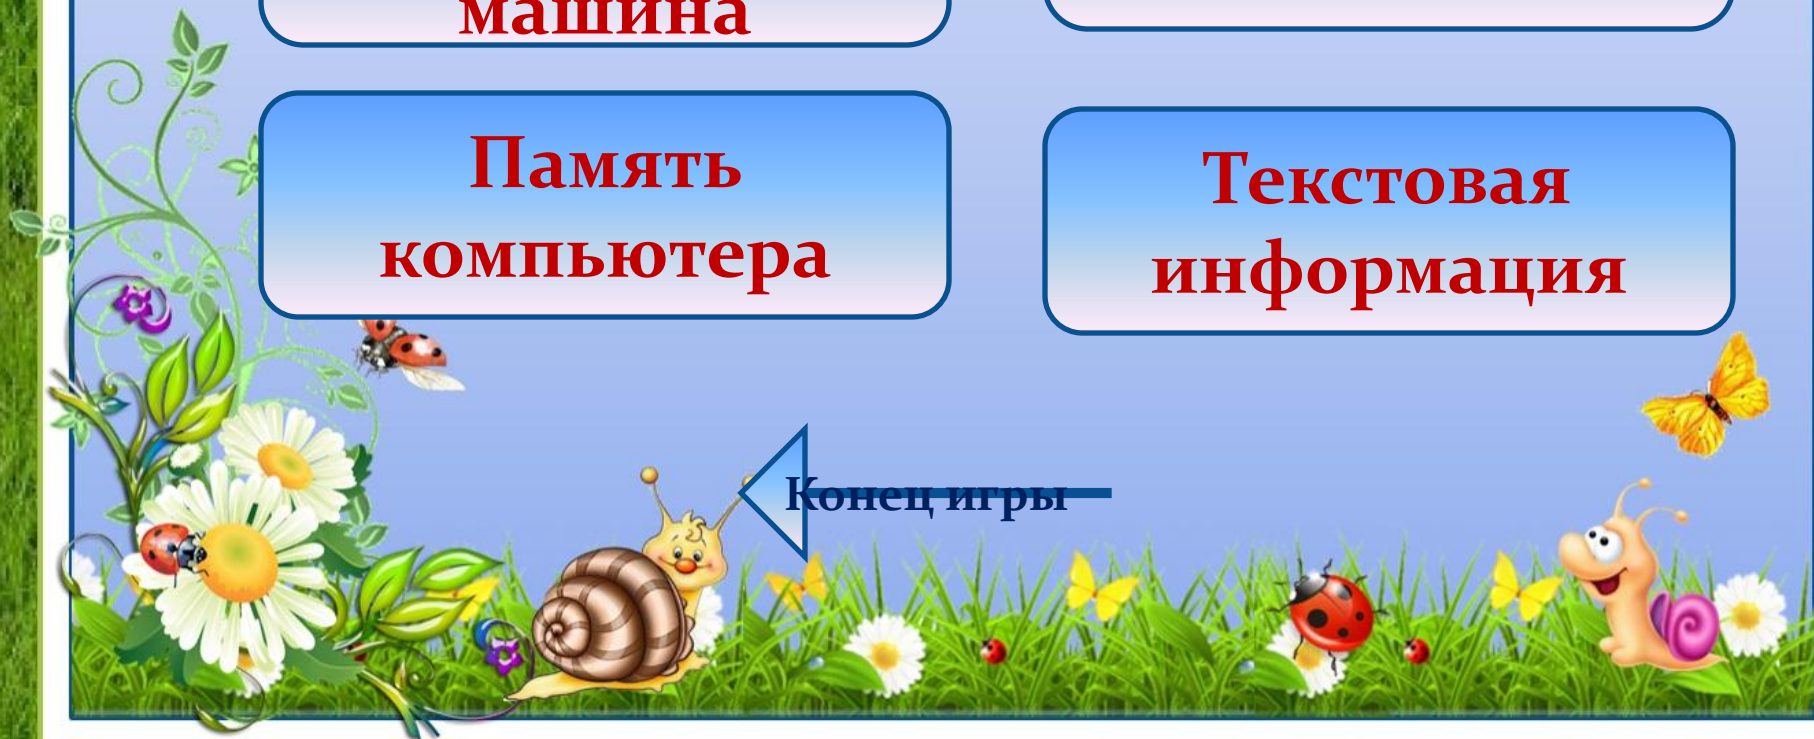 машина
Память
компьютера
Текстовая
информация
Конец игры